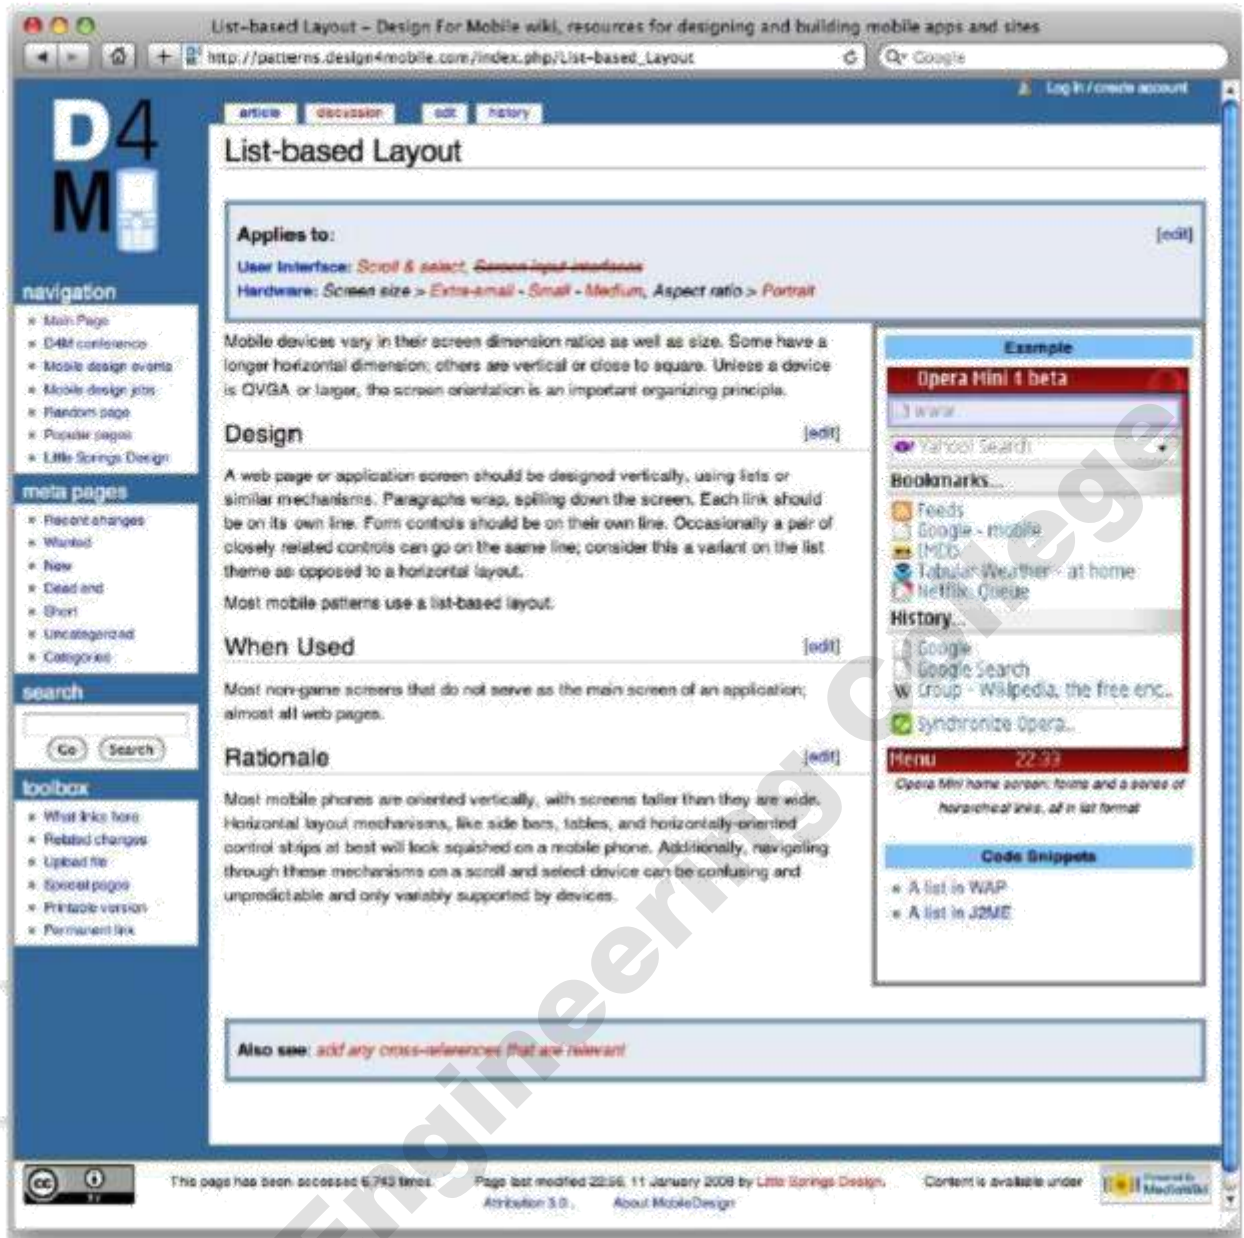 List-based Layout – Design For Mobile wiki, resources for designing and building mobile apps and sites
http://patterns.design4mobile.com/index.php/List-based_Layout
Google
Log in / create account
D4
M
article discussion edit history
List-based Layout
Applies to: [edit]
User Interface: Scroll & select, Screen input interfaces
Hardware: Screen size > Extra-small - Small - Medium, Aspect ratio > Portrait
navigation
Main Page
D4M conference
Mobile design events
Mobile design jobs
Random page
Popular pages
Little Springs Design
meta pages
Recent changes
Wanted
New
Dead end
Short
Uncategorized
Categories
search
Go Search
toolbox
What links here
Related changes
Upload file
Special pages
Printable version
Permanent link
Mobile devices vary in their screen dimension ratios as well as size. Some have a
longer horizontal dimension; others are vertical or close to square. Unless a device
is QVGA or larger, the screen orientation is an important organizing principle.
Design [edit]
A web page or application screen should be designed vertically, using lists or
similar mechanisms. Paragraphs wrap, spilling down the screen. Each link should
be on its own line. Form controls should be on their own line. Occasionally a pair of
closely related controls can go on the same line; consider this a variant on the list
theme as opposed to a horizontal layout.
Most mobile patterns use a list-based layout.
When Used [edit]
Most non-game screens that do not serve as the main screen of an application;
almost all web pages.
Rationale [edit]
Most mobile phones are oriented vertically, with screens taller than they are wide.
Horizontal layout mechanisms, like side bars, tables, and horizontally-oriented
control strips at best will look squished on a mobile phone. Additionally, navigating
through these mechanisms on a scroll and select device can be confusing and
unpredictable and only variably supported by devices.
Example
Opera Mini 4 beta
www
Yahoo! Search
Bookmarks...
Feeds
Google - mobile
IMDb
Tabular Weather - at home
Netflix: Queue
History...
Google
Google Search
W Group - Wikipedia, the free enc...
Synchronize Opera...
Menu 22:33
Opera Mini home screen: forms and a series of
hierarchical links, all in list format
Code Snippets
A list in WAP
A list in J2ME
Also see: add any cross-references that are relevant
cc BY
This page has been accessed 6,743 times. Page last modified 22:56, 11 January 2008 by Little Springs Design. Content is available under
Attribution 3.0. About MobileDesign
Powered By
MediaWiki
Engineering College